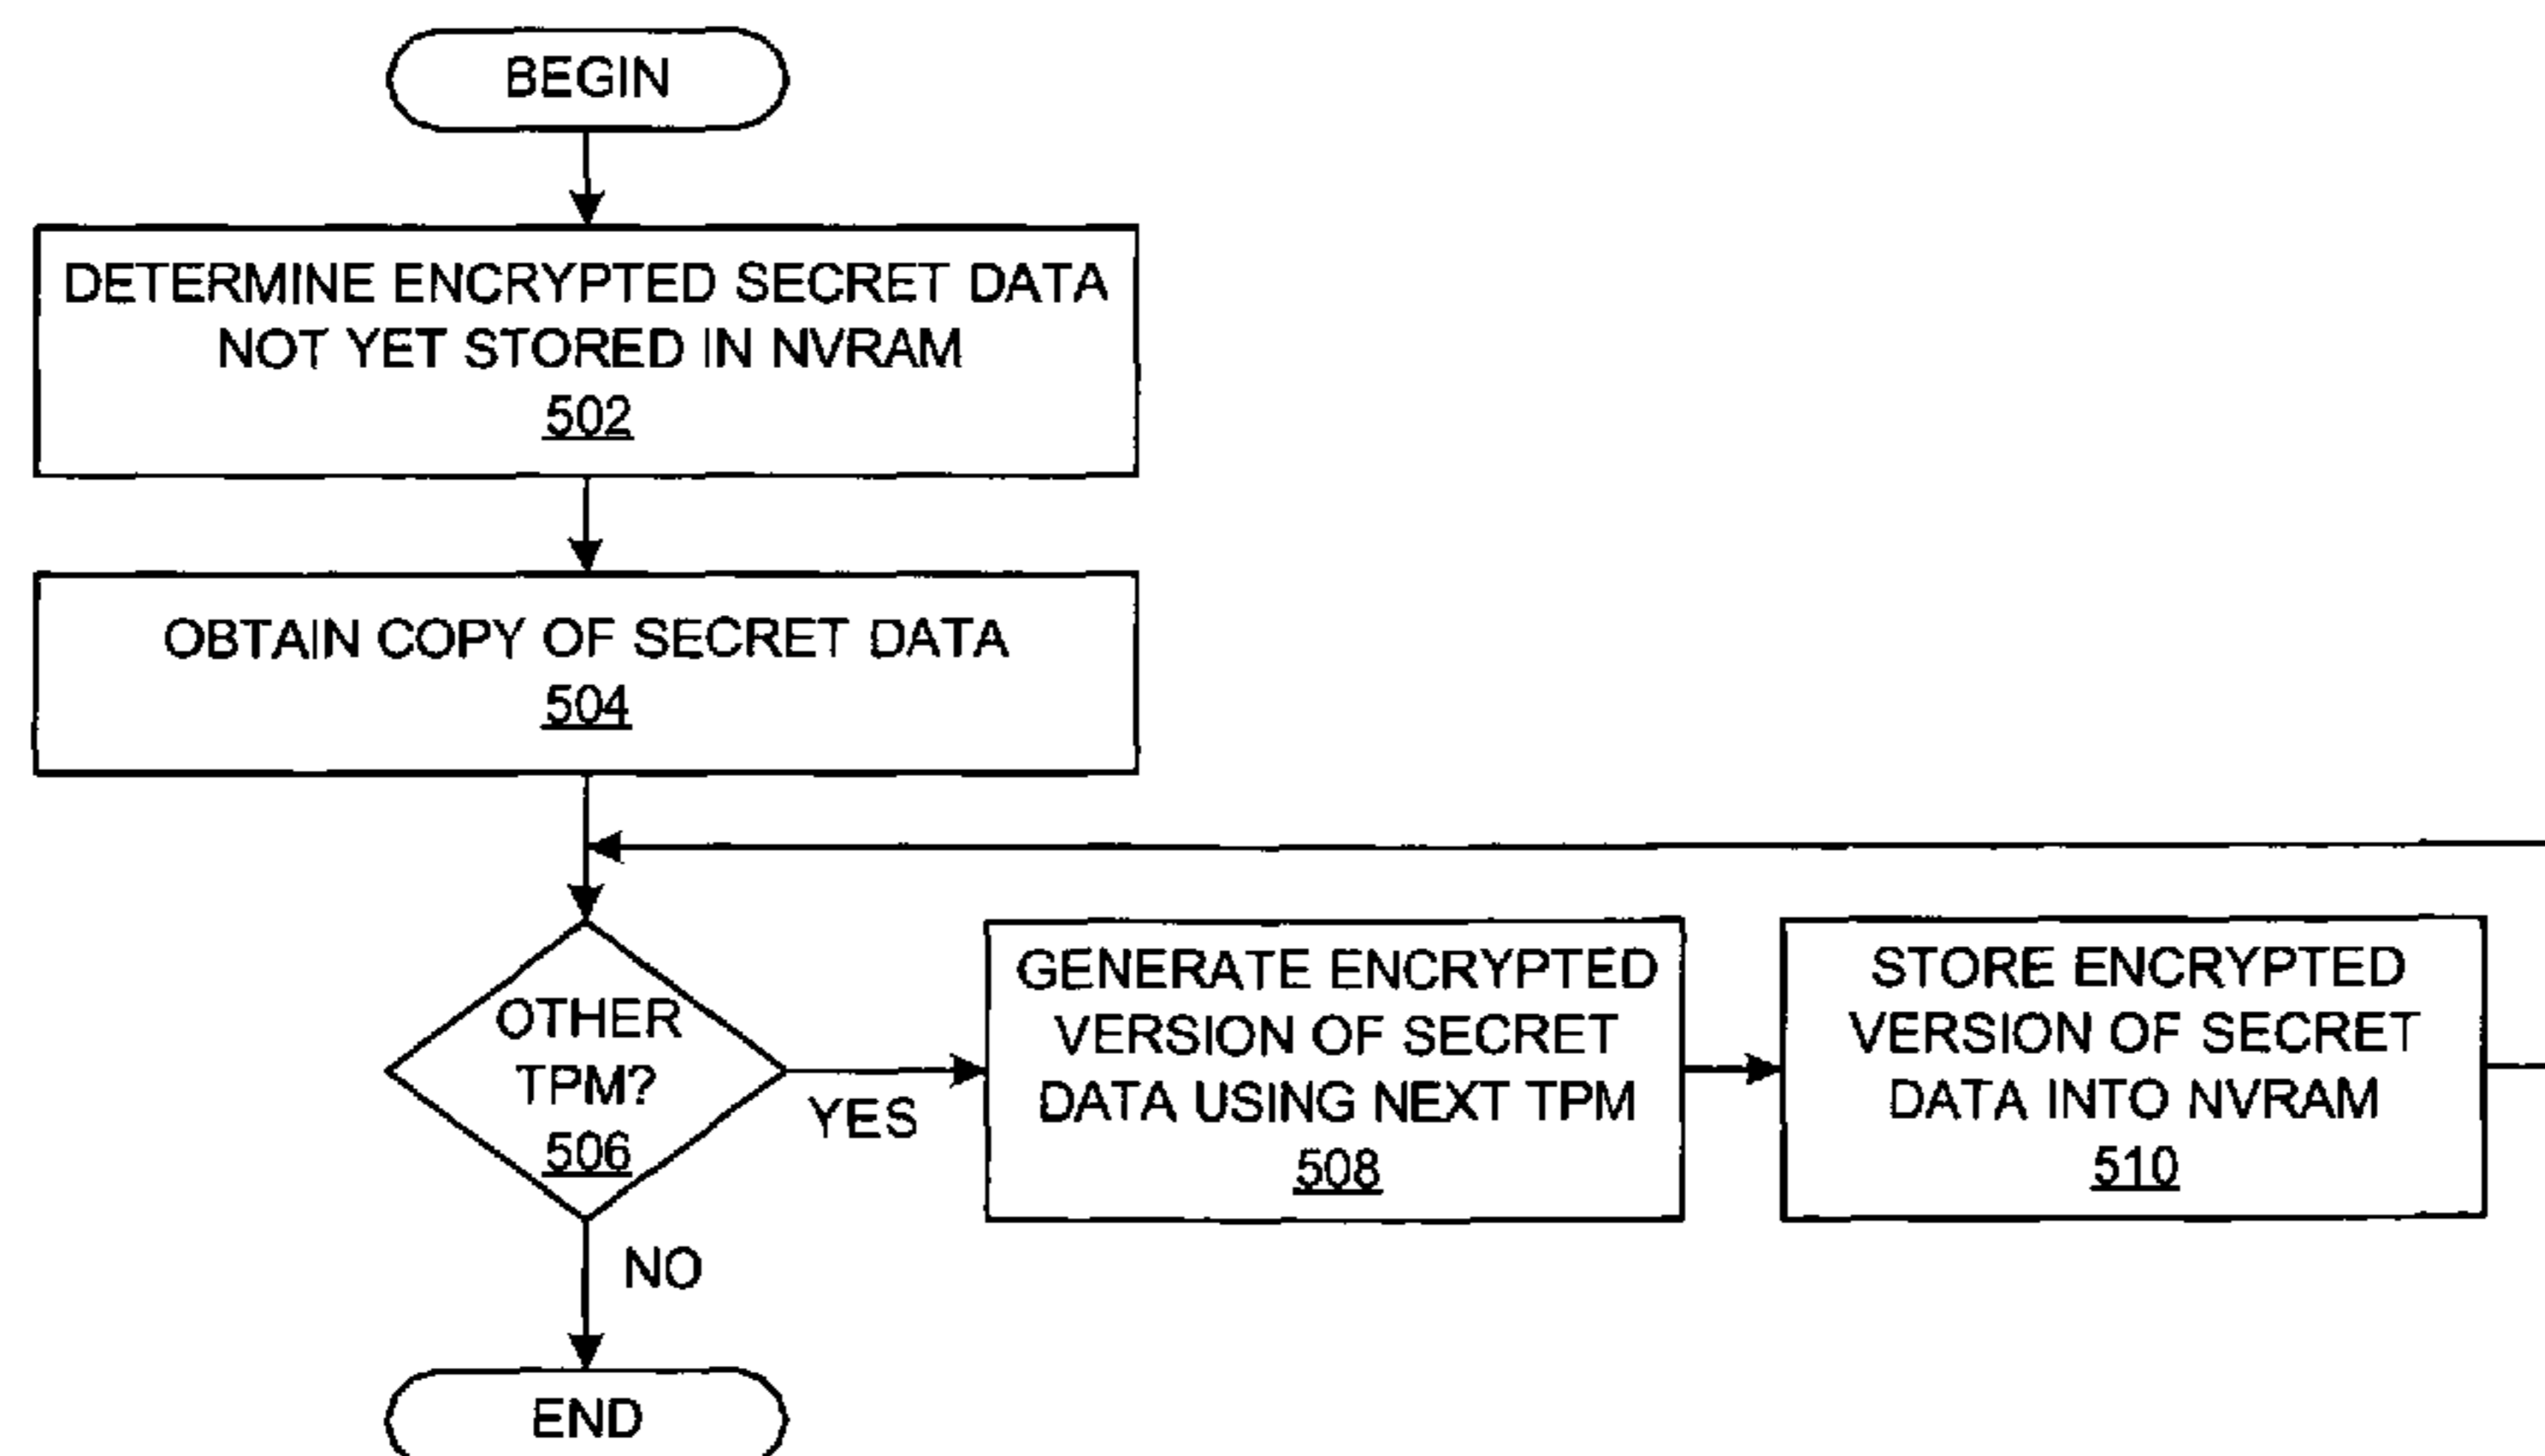 BEGIN
DETERMINE ENCRYPTED SECRET DATA
NOT YET STORED IN NVRAM
502
OBTAIN COPY OF SECRET DATA
504
OTHER
TPM?
506
YES
GENERATE ENCRYPTED
VERSION OF SECRET
DATA USING NEXT TPM
508
STORE ENCRYPTED
VERSION OF SECRET
DATA INTO NVRAM
510
NO
END